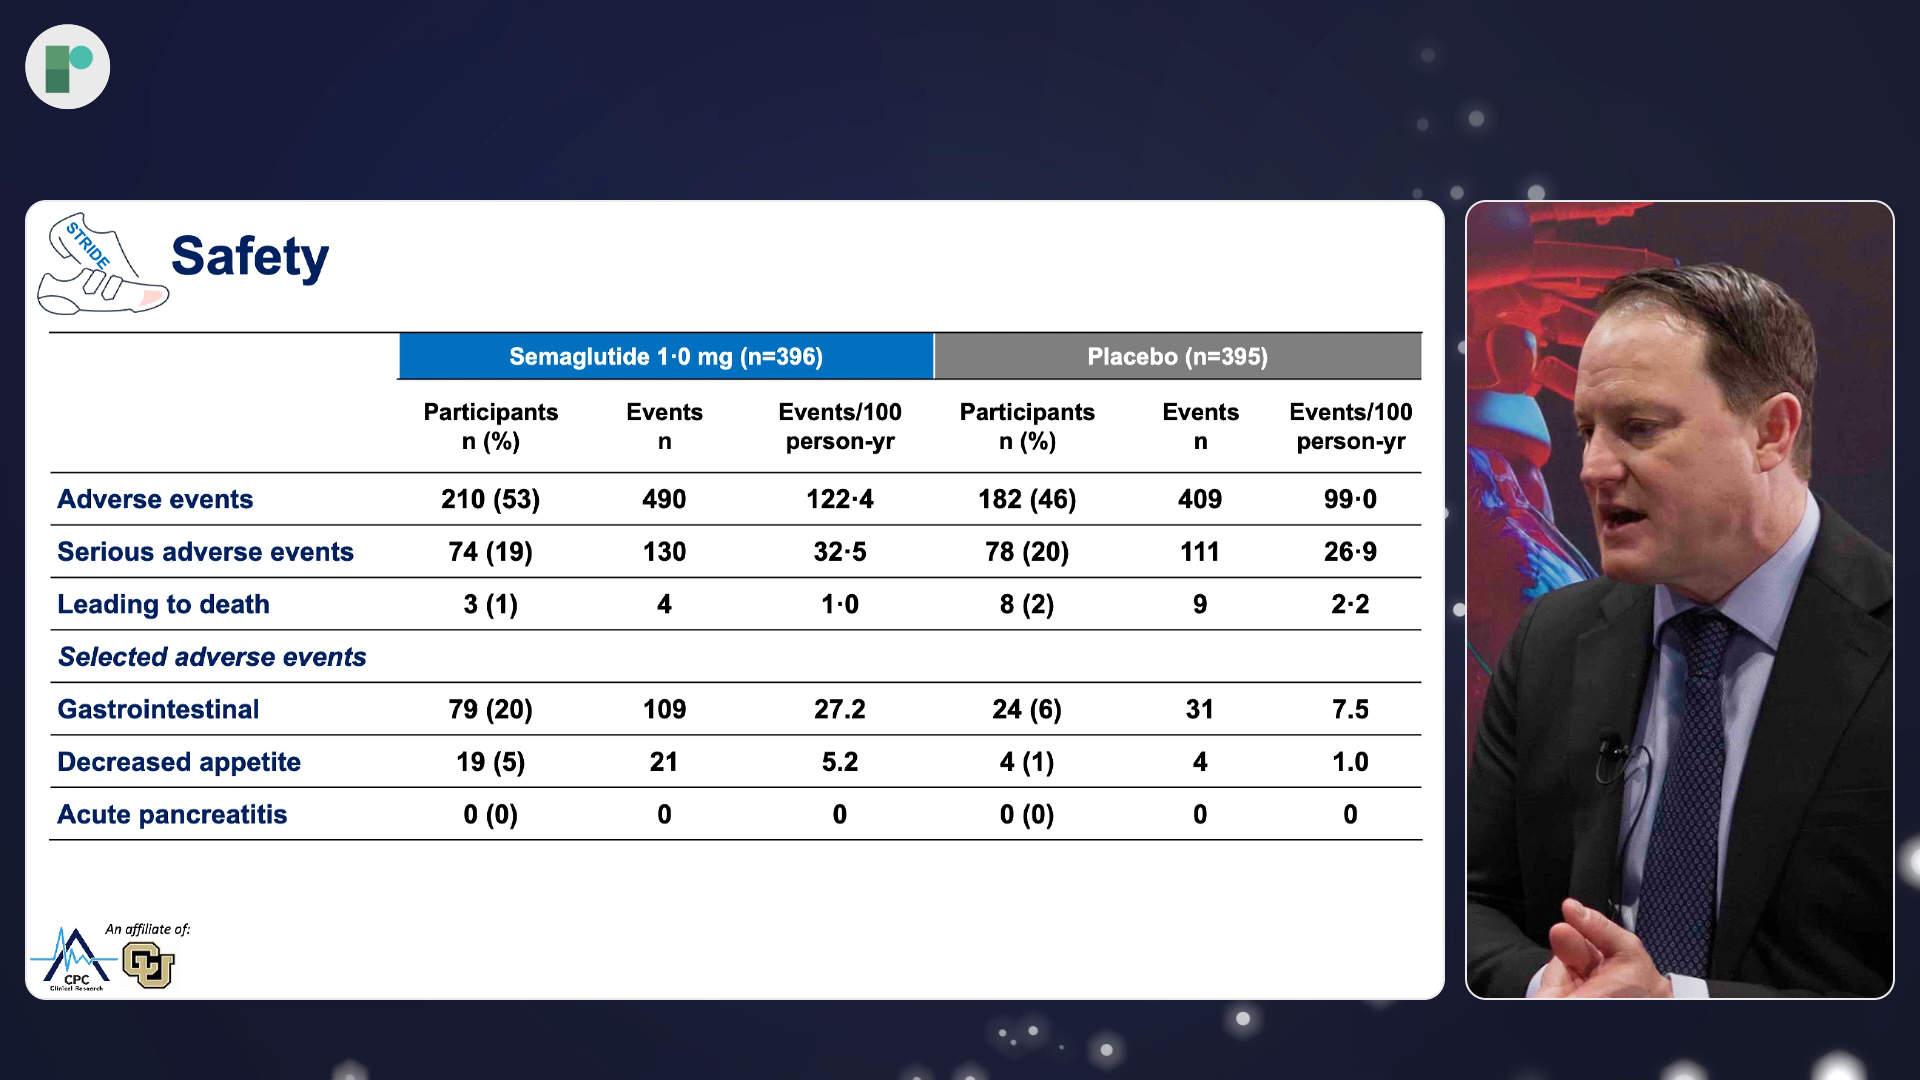 STRIDE
Safety
Semaglutide 1·0 mg (n=396) Placebo (n=395)
Participants n (%) Events n Events/100 person-yr Participants n (%) Events n Events/100 person-yr
Adverse events 210 (53) 490 122·4 182 (46) 409 99·0
Serious adverse events 74 (19) 130 32·5 78 (20) 111 26·9
Leading to death 3 (1) 4 1·0 8 (2) 9 2·2
Selected adverse events
Gastrointestinal 79 (20) 109 27.2 24 (6) 31 7.5
Decreased appetite 19 (5) 21 5.2 4 (1) 4 1.0
Acute pancreatitis 0 (0) 0 0 0 (0) 0 0
An affiliate of:
CPC
Clinical Research
CU